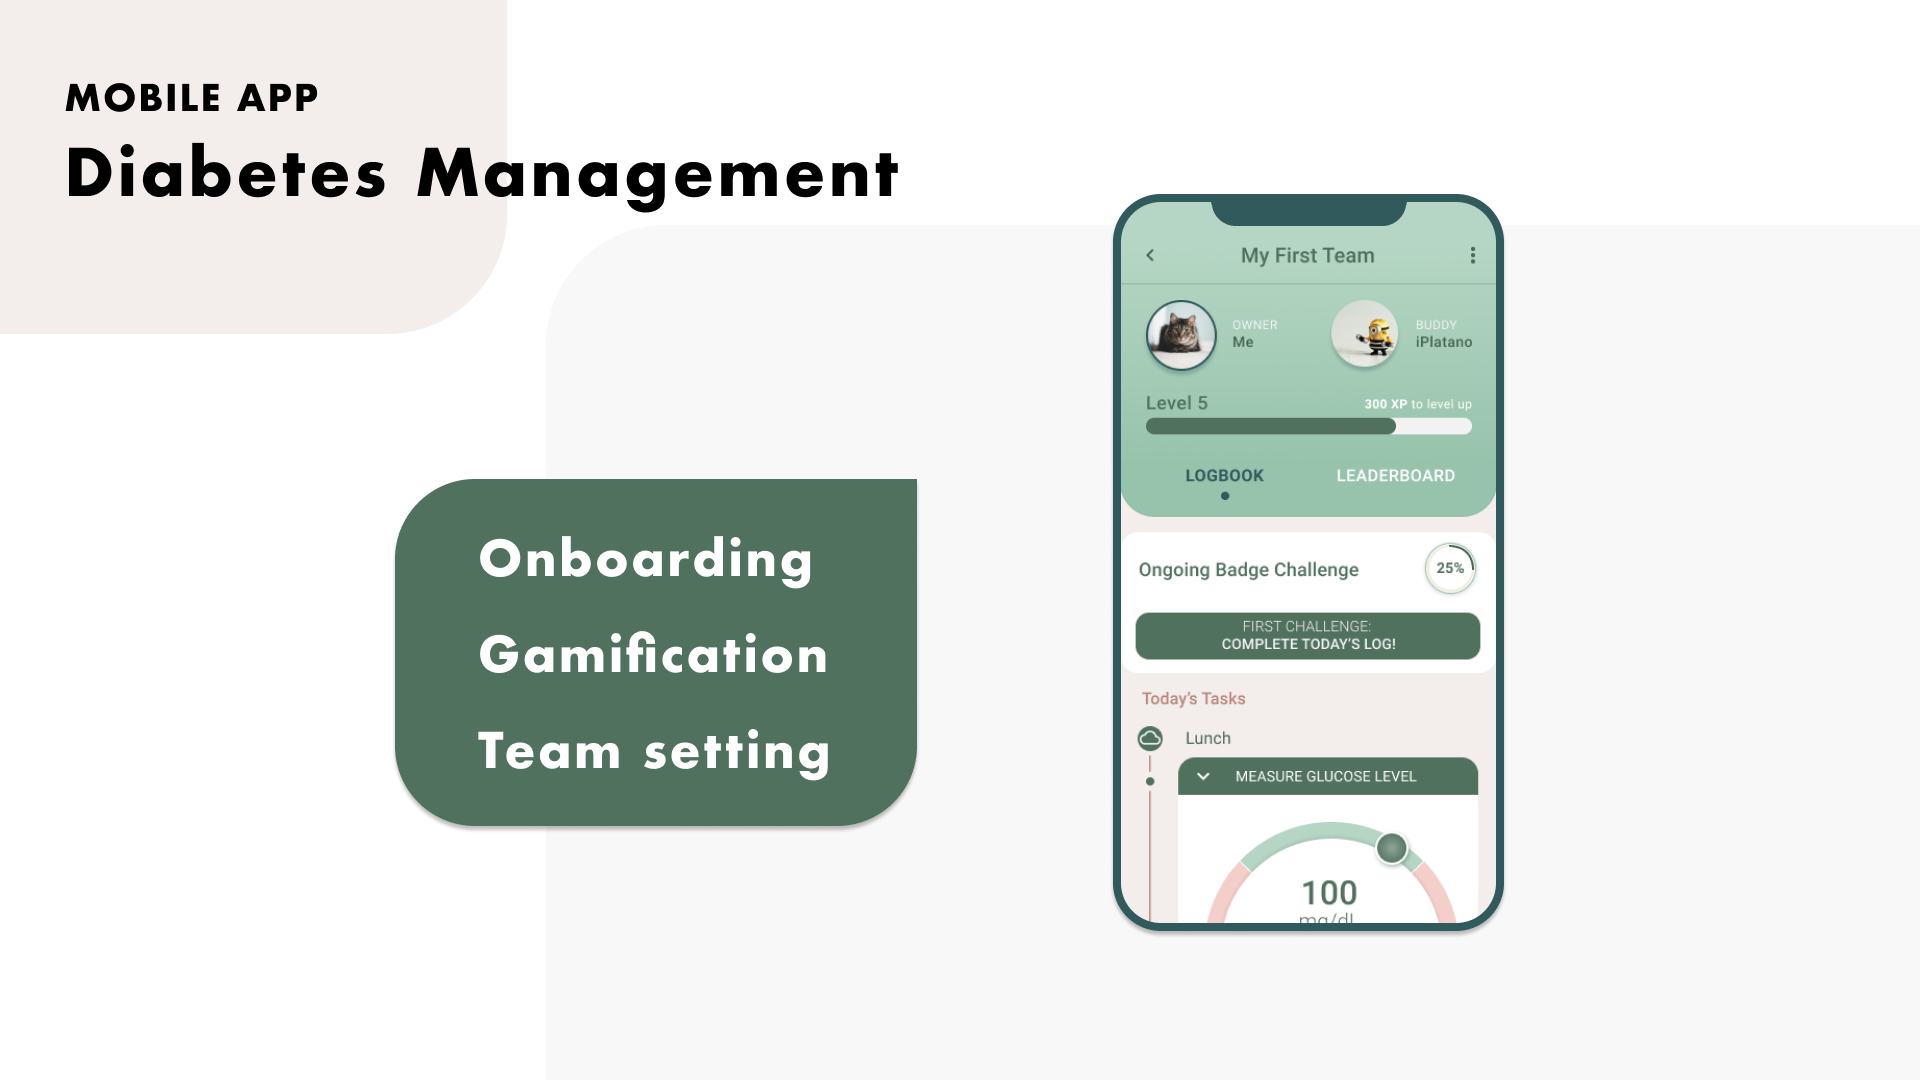 MOBILE APP
Diabetes Management
Onboarding
Gamification
Team setting
My First Team
OWNER
Me
BUDDY
iPlatano
Level 5
300 XP to level up
LOGBOOK
LEADERBOARD
Ongoing Badge Challenge
25%
FIRST CHALLENGE:
COMPLETE TODAY'S LOG!
Today's Tasks
Lunch
MEASURE GLUCOSE LEVEL
100
mg/dl